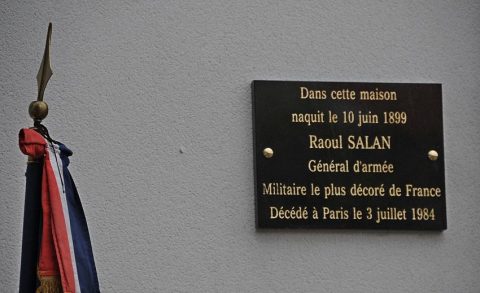 Dans cette maison
naquit le 10 juin 1899
Raoul SALAN
Général d'armée
Militaire le plus décoré de France
Décédé à Paris le 3 juillet 1984